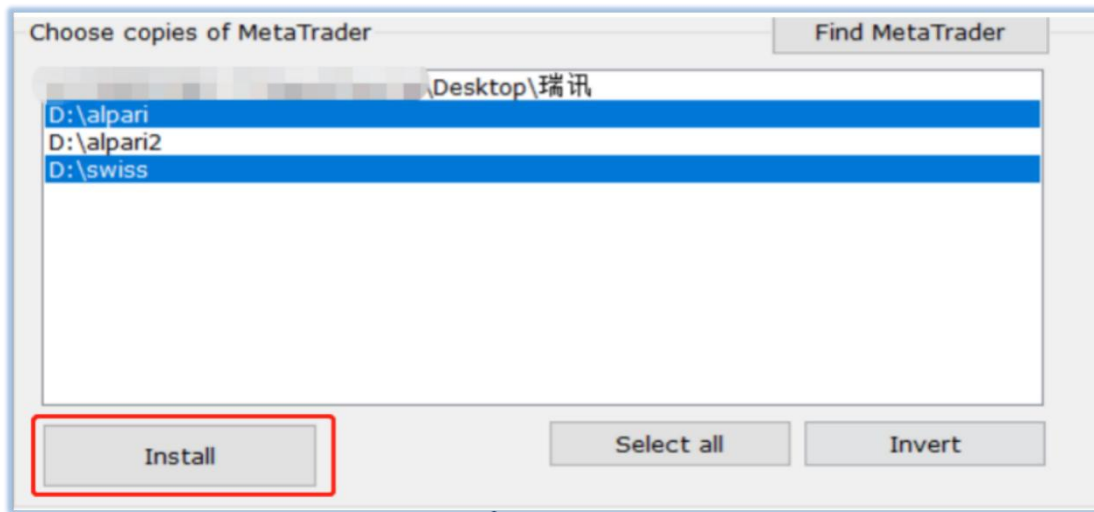 Choose copies of MetaTrader
Find MetaTrader
\Desktop\瑞讯
D:\alpari
D:\alpari2
D:\swiss
Install
Select all
Invert